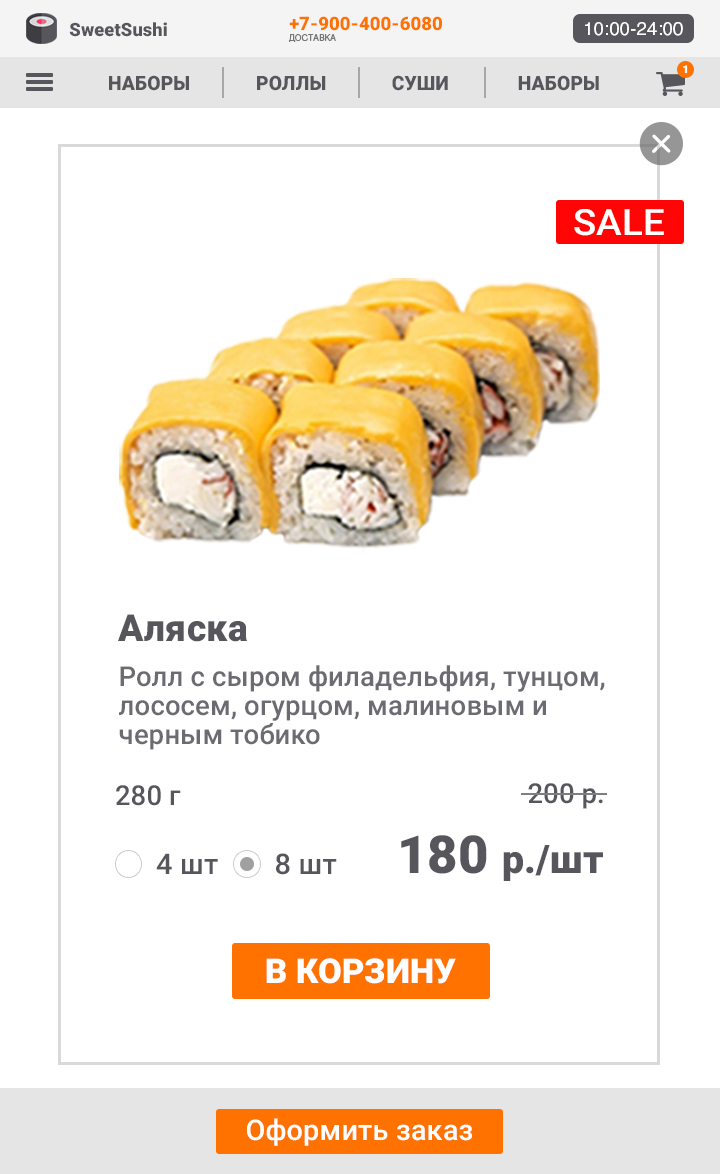 SweetSushi
+7-900-400-6080
ДОСТАВКА
10:00-24:00
НАБОРЫ
РОЛЛЫ
СУШИ
НАБОРЫ
1
SALE
Аляска
Ролл с сыром филадельфия, тунцом,
лососем, огурцом, малиновым и
черным тобико
280 г
200 р.
4 шт
8 шт
180 р./шт
В КОРЗИНУ
Оформить заказ